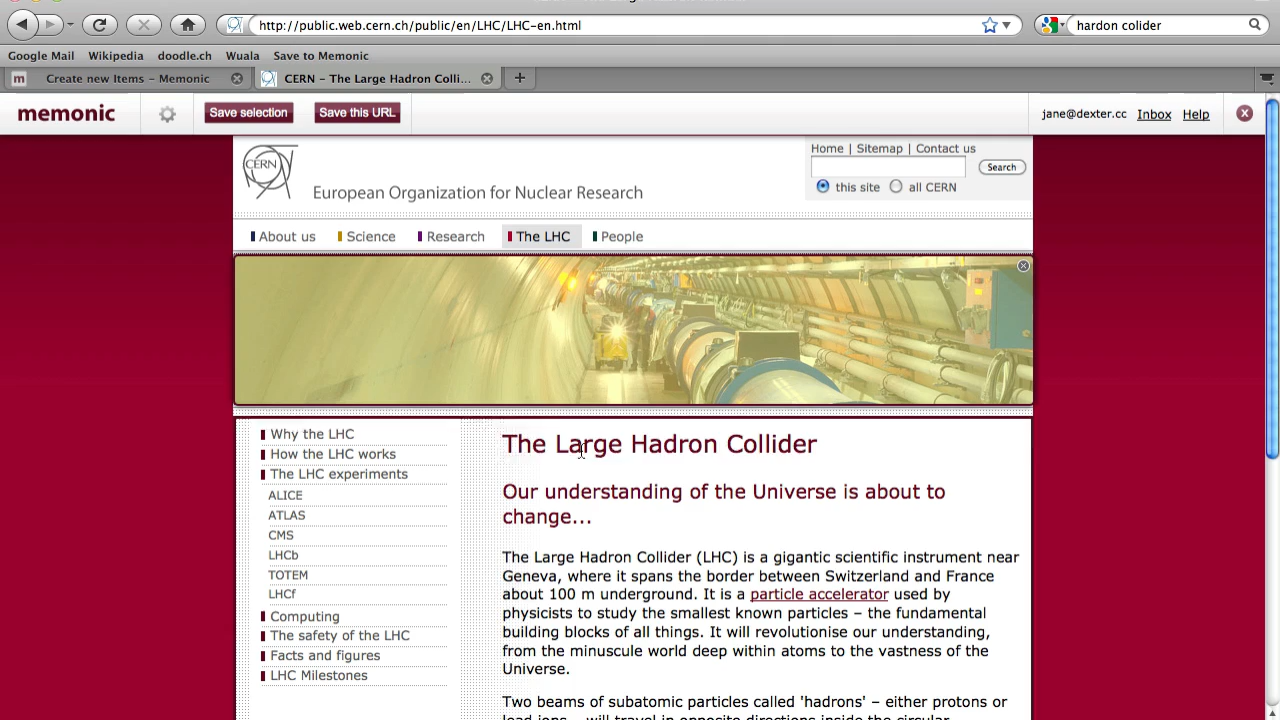 http://public.web.cern.ch/public/en/LHC/LHC-en.html
hardon colider
Google Mail Wikipedia doodle.ch Wuala Save to Memonic
m Create new Items – Memonic CERN – The Large Hadron Colli...
memonic Save selection Save this URL jane@dexter.cc Inbox Help
Home | Sitemap | Contact us
CERN
Search
European Organization for Nuclear Research
this site all CERN
About us Science Research The LHC People
Why the LHC
How the LHC works
The LHC experiments
ALICE
ATLAS
CMS
LHCb
TOTEM
LHCf
Computing
The safety of the LHC
Facts and figures
LHC Milestones
The Large Hadron Collider
Our understanding of the Universe is about to
change...
The Large Hadron Collider (LHC) is a gigantic scientific instrument near
Geneva, where it spans the border between Switzerland and France
about 100 m underground. It is a particle accelerator used by
physicists to study the smallest known particles – the fundamental
building blocks of all things. It will revolutionise our understanding,
from the minuscule world deep within atoms to the vastness of the
Universe.
Two beams of subatomic particles called 'hadrons' – either protons or
lead ions – will travel in opposite directions inside the circular